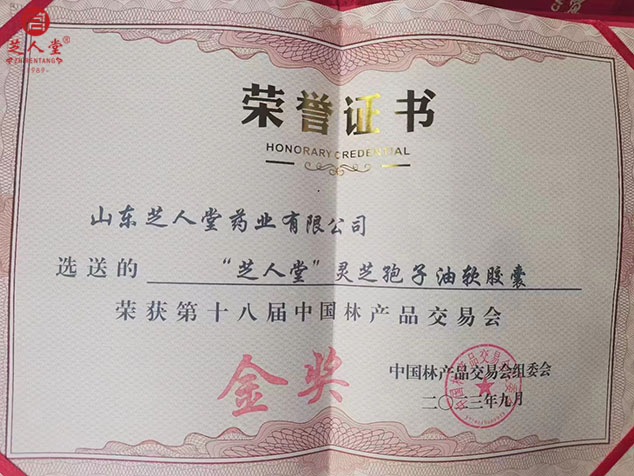 芝人堂®
ZHIRENTANG
1969
荣誉证书
HONORARY CREDENTIAL
山东芝人堂药业有限公司
选送的 “芝人堂”灵芝孢子油软胶囊
荣获第十八届中国林产品交易会
金奖
中国林产品交易会组委会
二〇二三年九月